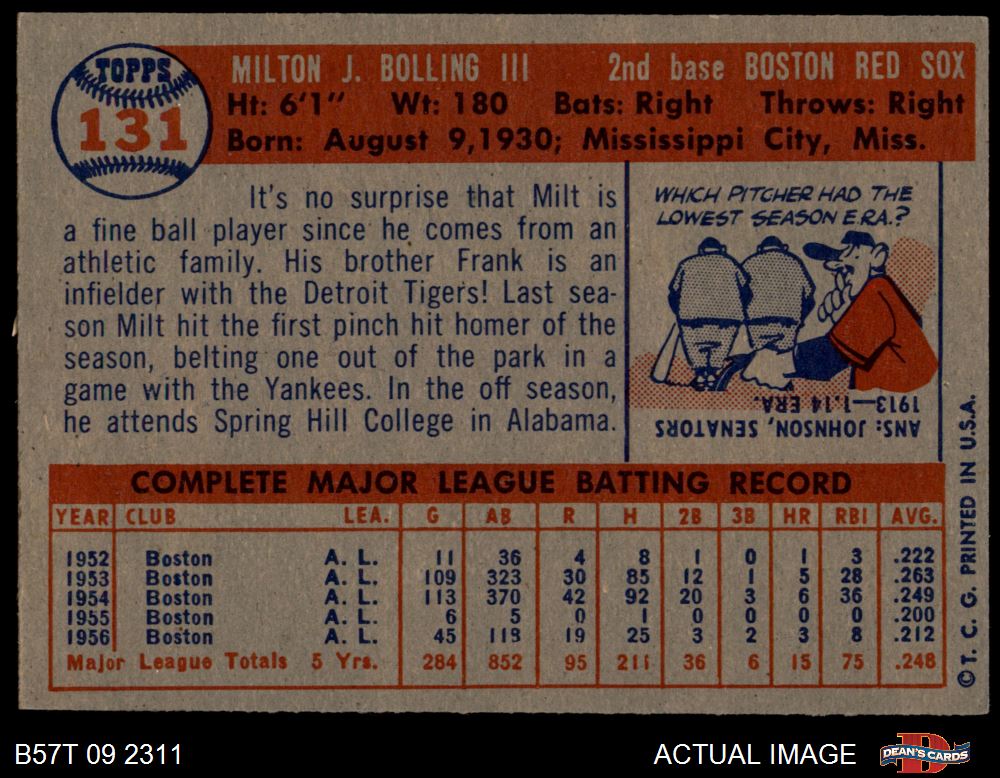 TOPPS
131
MILTON J. BOLLING III 2nd base BOSTON RED SOX
Ht: 6'1" Wt: 180 Bats: Right Throws: Right
Born: August 9, 1930; Mississippi City, Miss.
It's no surprise that Milt is
a fine ball player since he comes from an
athletic family. His brother Frank is an
infielder with the Detroit Tigers! Last sea-
son Milt hit the first pinch hit homer of the
season, belting one out of the park in a
game with the Yankees. In the off season,
he attends Spring Hill College in Alabama.
WHICH PITCHER HAD THE
LOWEST SEASON E.R.A.?
ANS: JOHNSON, SENATORS
1913—1.14 ERA.
COMPLETE MAJOR LEAGUE BATTING RECORD
YEAR CLUB LEA. G AB R H 2B 3B HR RBI AVG.
1952 Boston A. L. 11 36 4 8 1 0 1 3 .222
1953 Boston A. L. 109 323 30 85 12 1 5 28 .263
1954 Boston A. L. 113 370 42 92 20 3 6 36 .249
1955 Boston A. L. 6 5 0 1 0 0 0 0 .200
1956 Boston A. L. 45 118 19 25 3 2 3 8 .212
Major League Totals 5 Yrs. 284 852 95 211 36 6 15 75 .248
© T. C. G. PRINTED IN U.S.A.
B57T 09 2311
ACTUAL IMAGE
DEAN'S CARDS